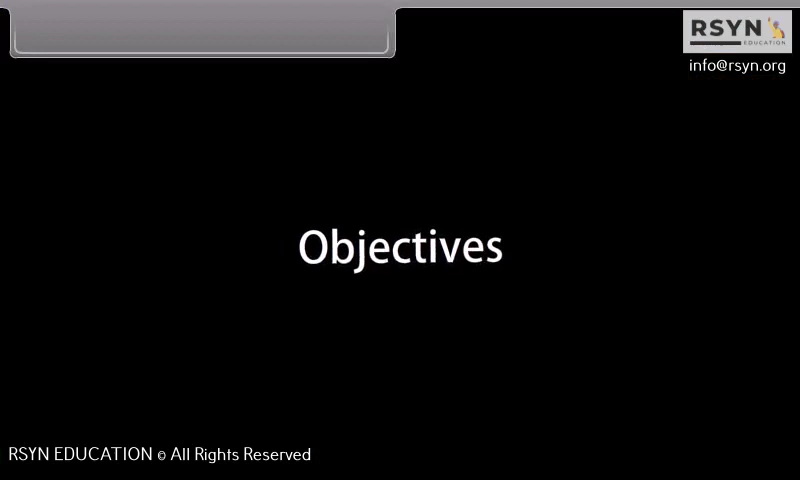 RSYN
EDUCATION
info@rsyn.org
Objectives
RSYN EDUCATION © All Rights Reserved